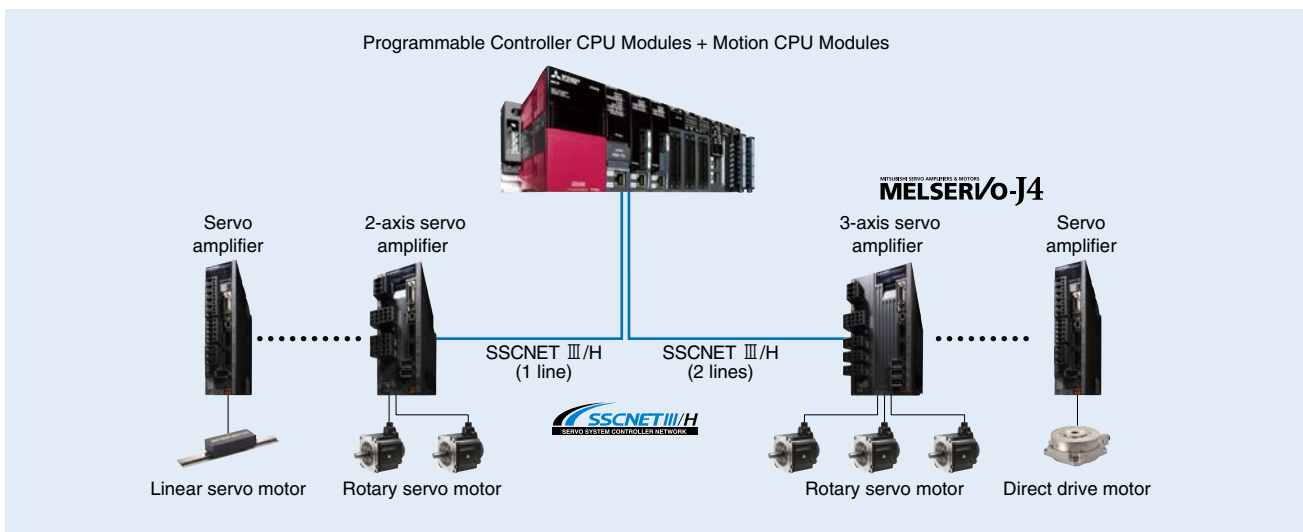 Programmable Controller CPU Modules + Motion CPU Modules
MITSUBISHI SERVO AMPLIFIERS & MOTORS
MELSERVO-J4
Servo
amplifier
2-axis servo
amplifier
3-axis servo
amplifier
Servo
amplifier
SSCNET Ⅲ/H
(1 line)
SSCNET Ⅲ/H
(2 lines)
SSCNETⅢ/H
SERVO SYSTEM CONTROLLER NETWORK
Linear servo motor
Rotary servo motor
Rotary servo motor
Direct drive motor